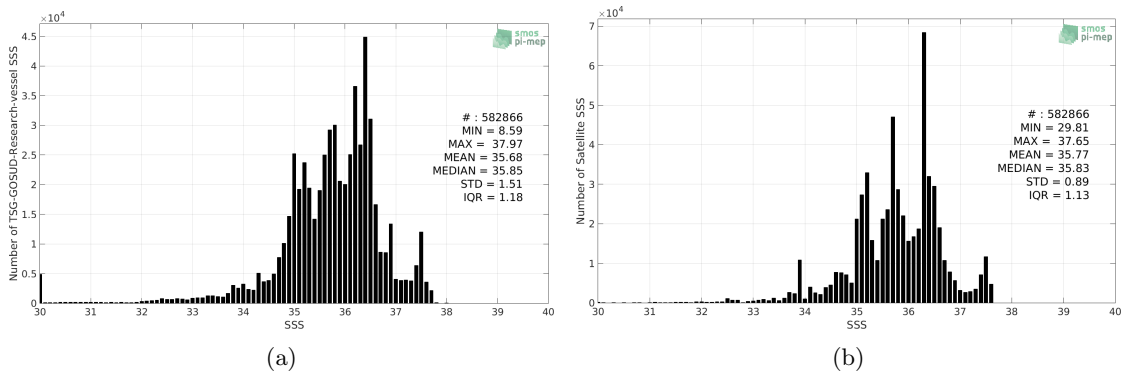 ×10⁴
4.5
4
3.5
3
2.5
2
1.5
1
0.5
0
30 31 32 33 34 35 36 37 38 39 40
SSS
Number of TSG-GOSUD-Research-vessel SSS
smos
pi-mep
# : 582866
MIN = 8.59
MAX = 37.97
MEAN = 35.68
MEDIAN = 35.85
STD = 1.51
IQR = 1.18
(a)
×10⁴
7
6
5
4
3
2
1
0
30 31 32 33 34 35 36 37 38 39 40
SSS
Number of Satellite SSS
smos
pi-mep
# : 582866
MIN = 29.81
MAX = 37.65
MEAN = 35.77
MEDIAN = 35.83
STD = 0.89
IQR = 1.13
(b)